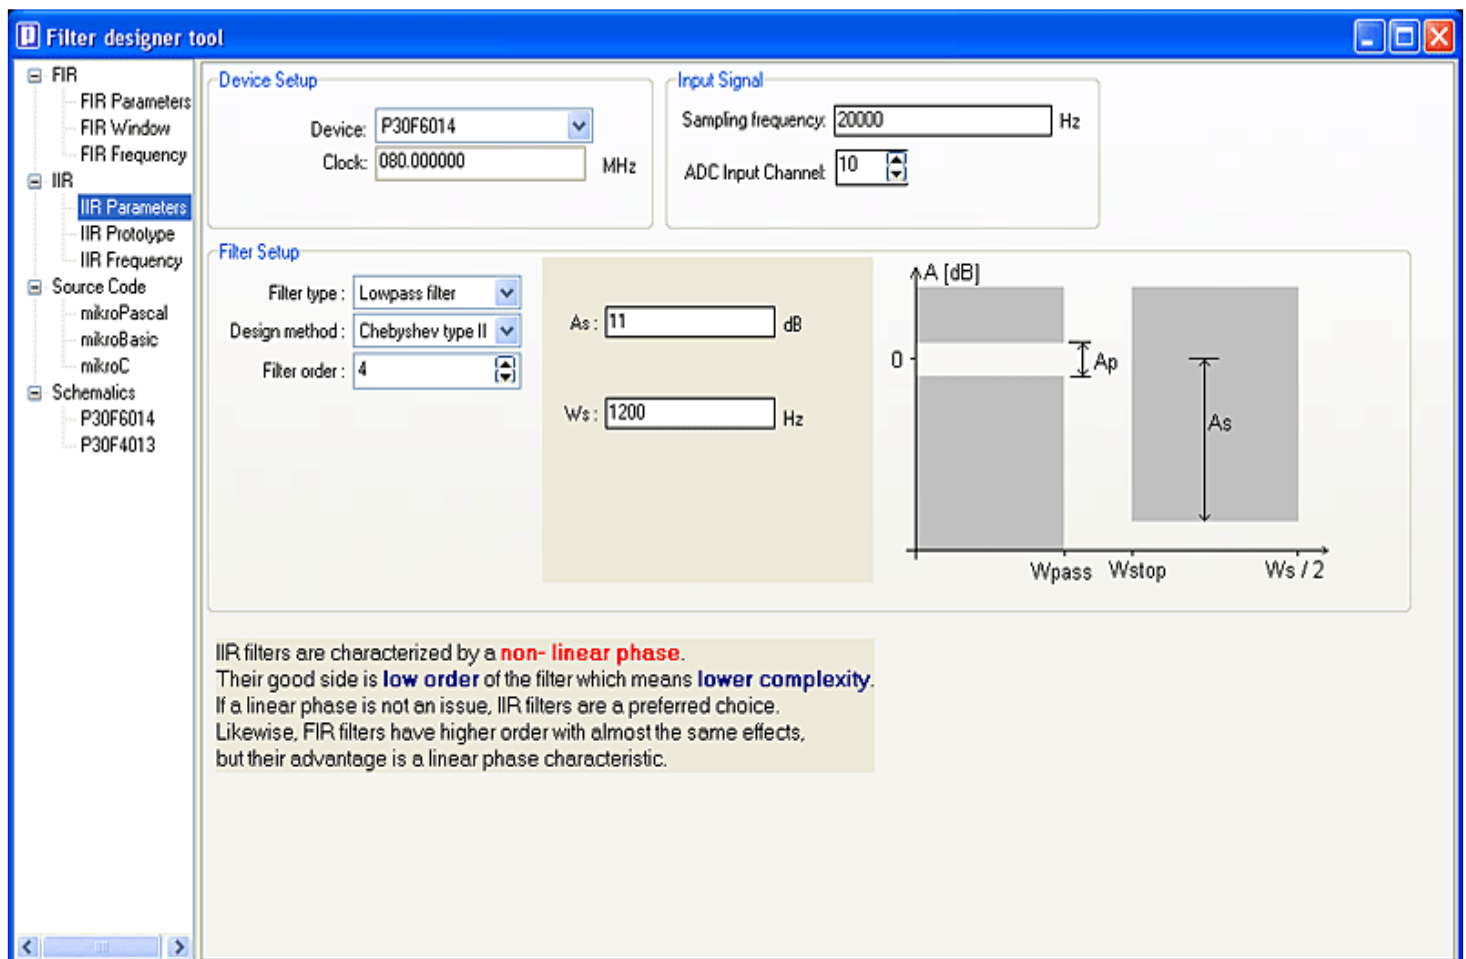 Filter designer tool
FIR
FIR Parameters
FIR Window
FIR Frequency
IIR
IIR Parameters
IIR Prototype
IIR Frequency
Source Code
mikroPascal
mikroBasic
mikroC
Schematics
P30F6014
P30F4013
Device Setup
Device: P30F6014
Clock: 080.000000 MHz
Input Signal
Sampling frequency: 20000 Hz
ADC Input Channel: 10
Filter Setup
Filter type : Lowpass filter
Design method : Chebyshev type II
Filter order : 4
As : 11 dB
Ws : 1200 Hz
A [dB]
0
Ap
As
Wpass Wstop Ws / 2
IIR filters are characterized by a non- linear phase.
Their good side is low order of the filter which means lower complexity.
If a linear phase is not an issue, IIR filters are a preferred choice.
Likewise, FIR filters have higher order with almost the same effects,
but their advantage is a linear phase characteristic.